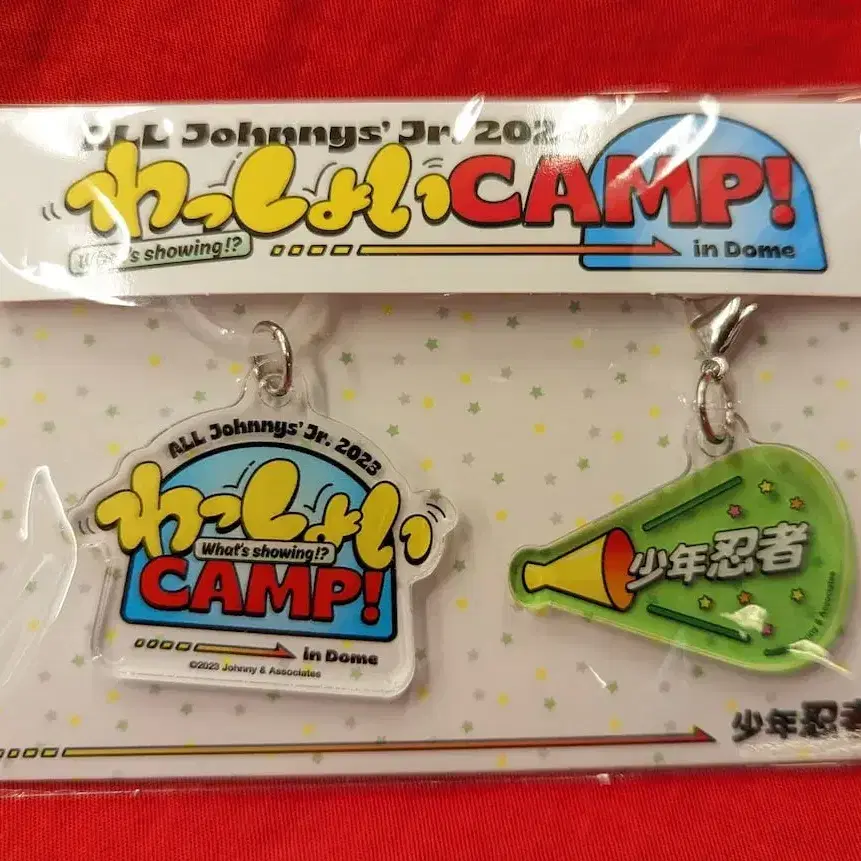 ALL Johnnys' Jr. 202
わっしょいCAMP!
What's showing!?
in Dome
ALL Johnnys' Jr. 2023
わっしょい
What's showing!?
CAMP!
in Dome
©2023 Johnny & Associates
少年忍者
& Associates
少年忍者